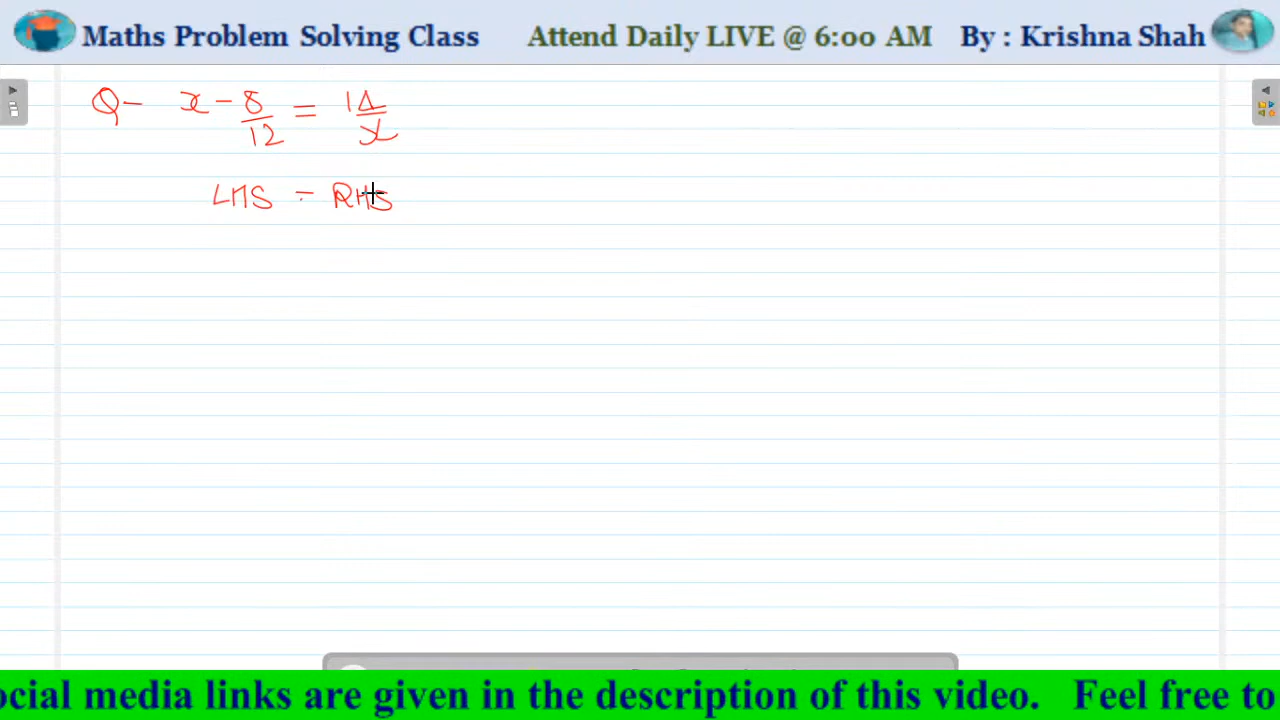 Maths Problem Solving Class Attend Daily LIVE @ 6:00 AM By : Krishna Shah
Q- x - 8/12 = 14/x
LHS = RHS
ocial media links are given in the description of this video. Feel free to